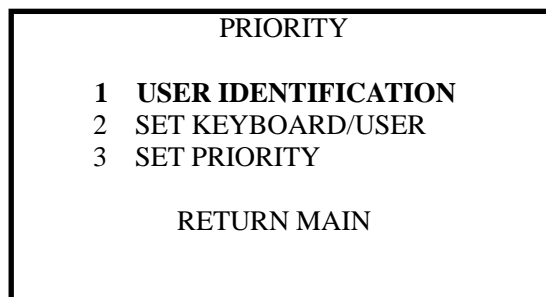 PRIORITY
1 USER IDENTIFICATION
2 SET KEYBOARD/USER
3 SET PRIORITY
RETURN MAIN